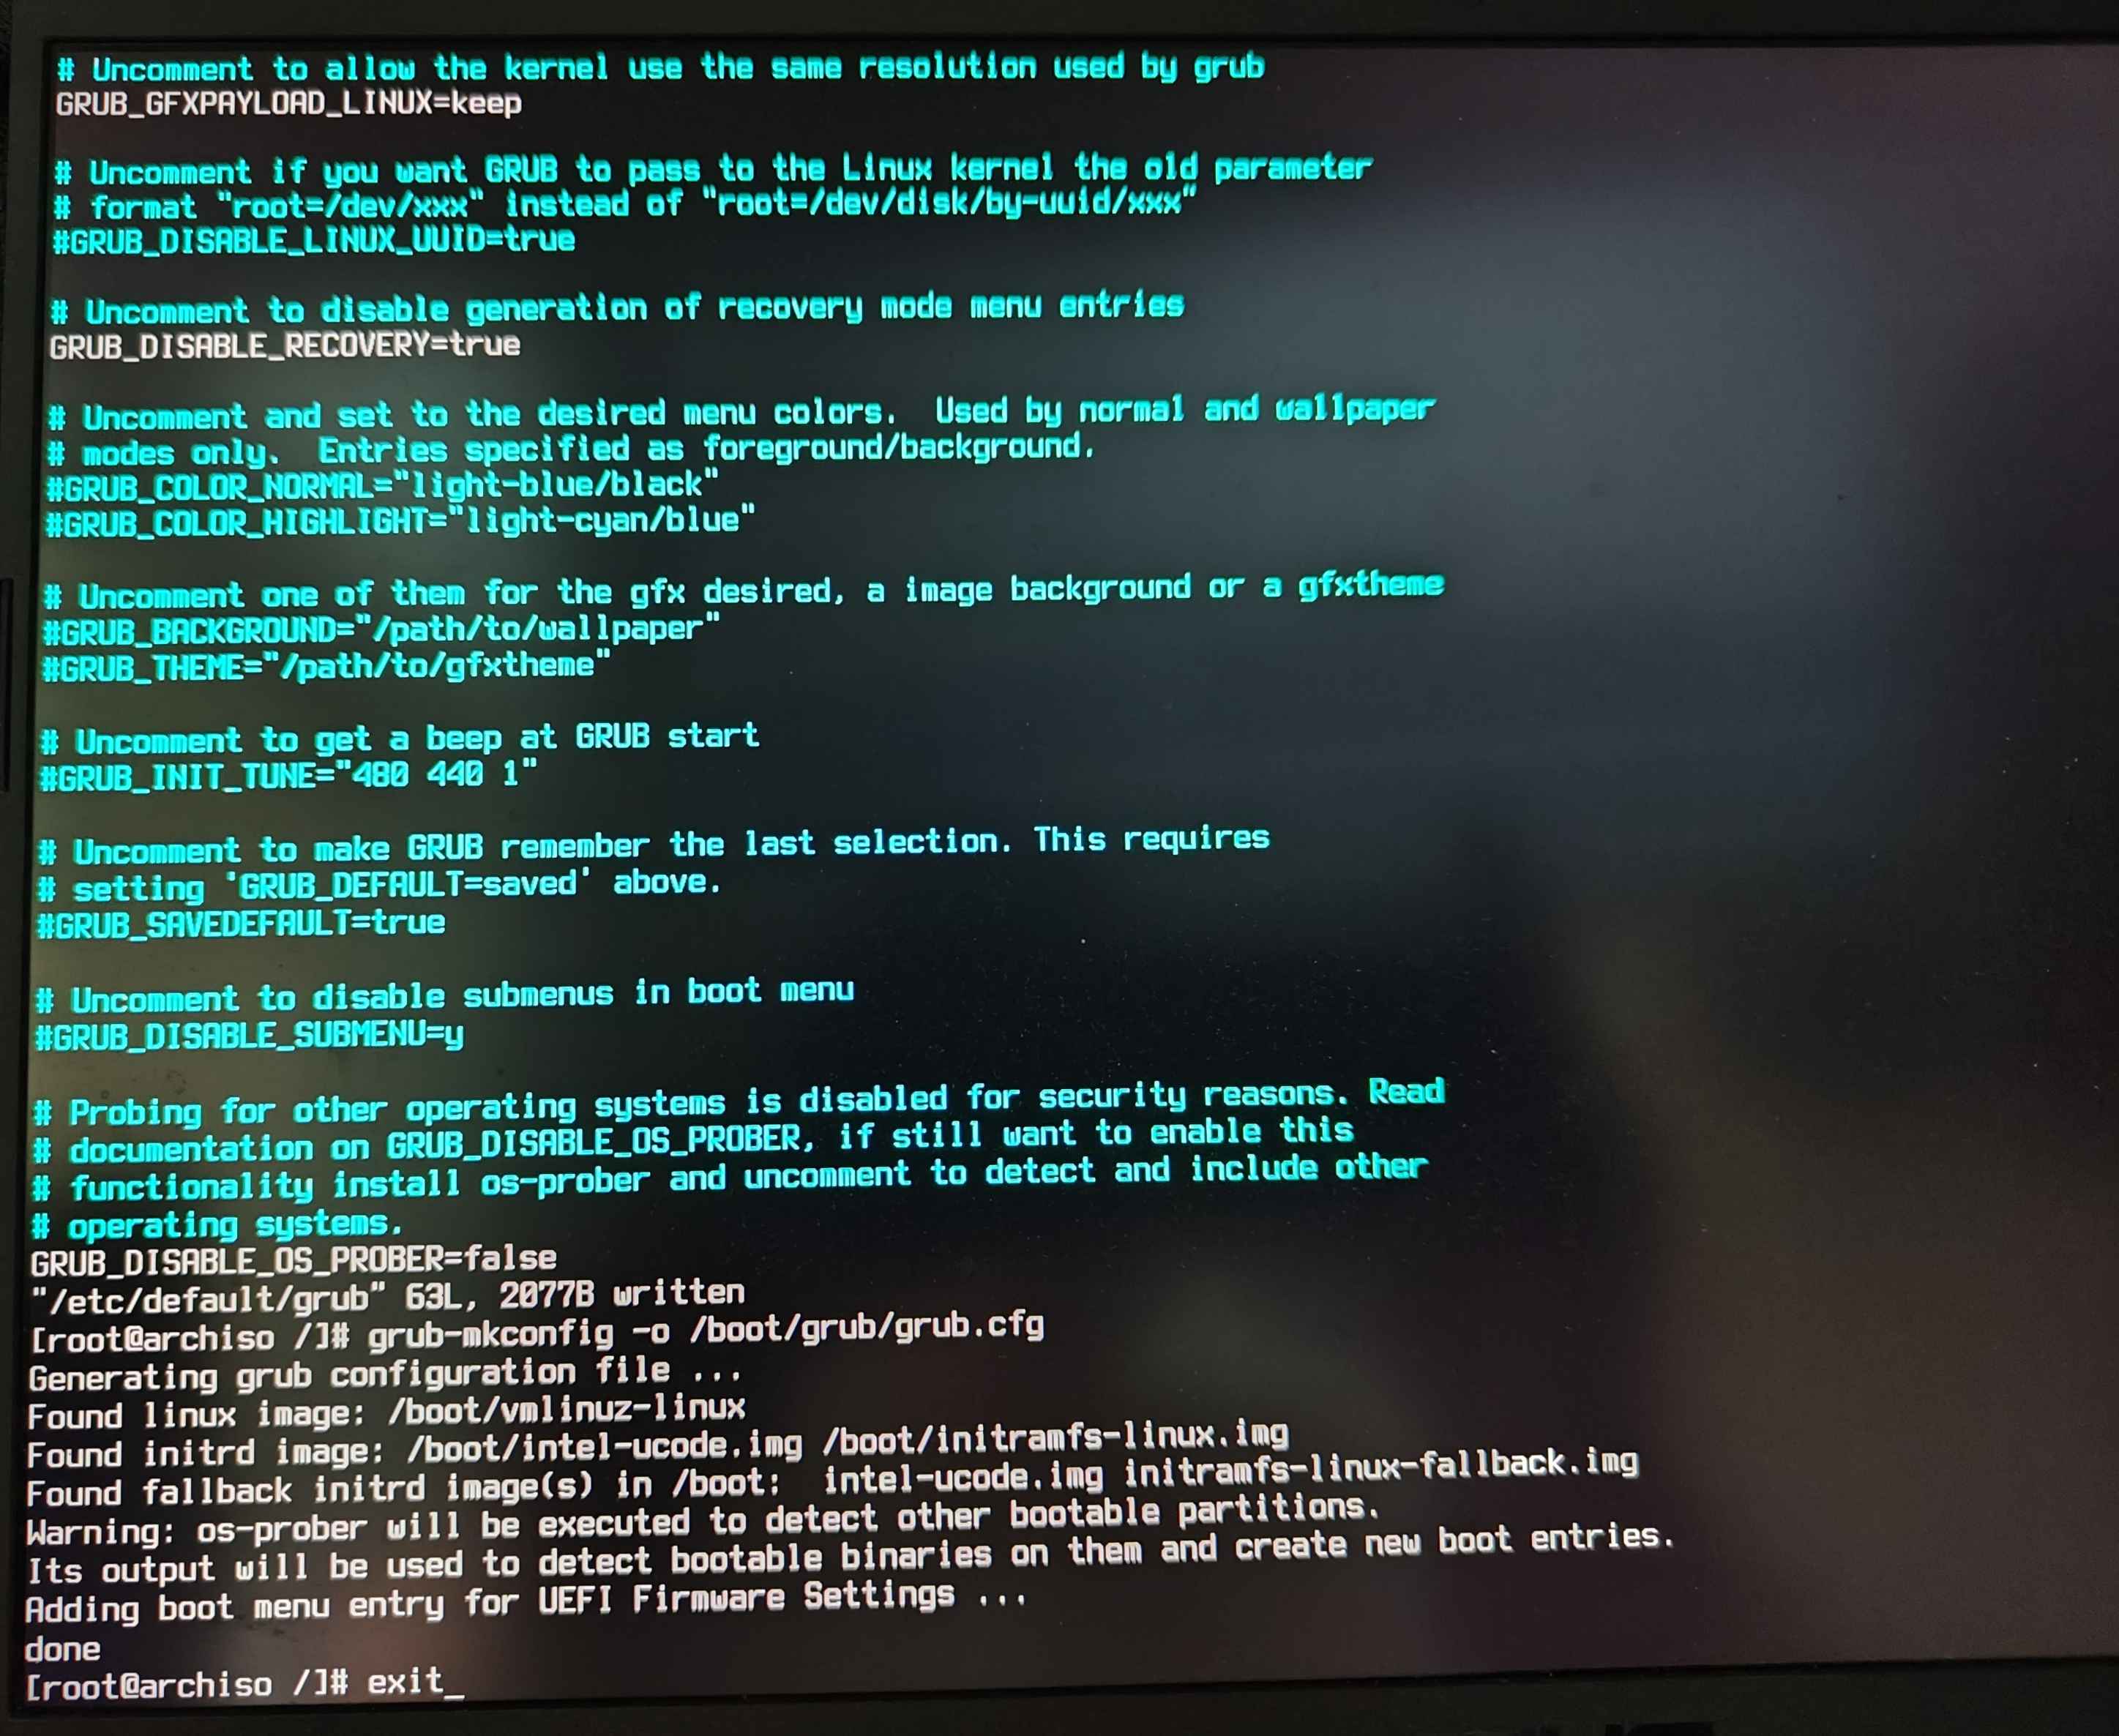 # Uncomment to allow the kernel use the same resolution used by grub
GRUB_GFXPAYLOAD_LINUX=keep
# Uncomment if you want GRUB to pass to the Linux kernel the old parameter
# format "root=/dev/xxx" instead of "root=/dev/disk/by-uuid/xxx"
#GRUB_DISABLE_LINUX_UUID=true
# Uncomment to disable generation of recovery mode menu entries
GRUB_DISABLE_RECOVERY=true
# Uncomment and set to the desired menu colors.  Used by normal and wallpaper
# modes only.  Entries specified as foreground/background.
#GRUB_COLOR_NORMAL="light-blue/black"
#GRUB_COLOR_HIGHLIGHT="light-cyan/blue"
# Uncomment one of them for the gfx desired, a image background or a gfxtheme
#GRUB_BACKGROUND="/path/to/wallpaper"
#GRUB_THEME="/path/to/gfxtheme"
# Uncomment to get a beep at GRUB start
#GRUB_INIT_TUNE="480 440 1"
# Uncomment to make GRUB remember the last selection. This requires
# setting 'GRUB_DEFAULT=saved' above.
#GRUB_SAVEDEFAULT=true
# Uncomment to disable submenus in boot menu
#GRUB_DISABLE_SUBMENU=y
# Probing for other operating systems is disabled for security reasons. Read
# documentation on GRUB_DISABLE_OS_PROBER, if still want to enable this
# functionality install os-prober and uncomment to detect and include other
# operating systems.
GRUB_DISABLE_OS_PROBER=false
"/etc/default/grub" 63L, 2077B written
[root@archiso /]# grub-mkconfig -o /boot/grub/grub.cfg
Generating grub configuration file ...
Found linux image: /boot/vmlinuz-linux
Found initrd image: /boot/intel-ucode.img /boot/initramfs-linux.img
Found fallback initrd image(s) in /boot:  intel-ucode.img initramfs-linux-fallback.img
Warning: os-prober will be executed to detect other bootable partitions.
Its output will be used to detect bootable binaries on them and create new boot entries.
Adding boot menu entry for UEFI Firmware Settings ...
done
[root@archiso /]# exit_